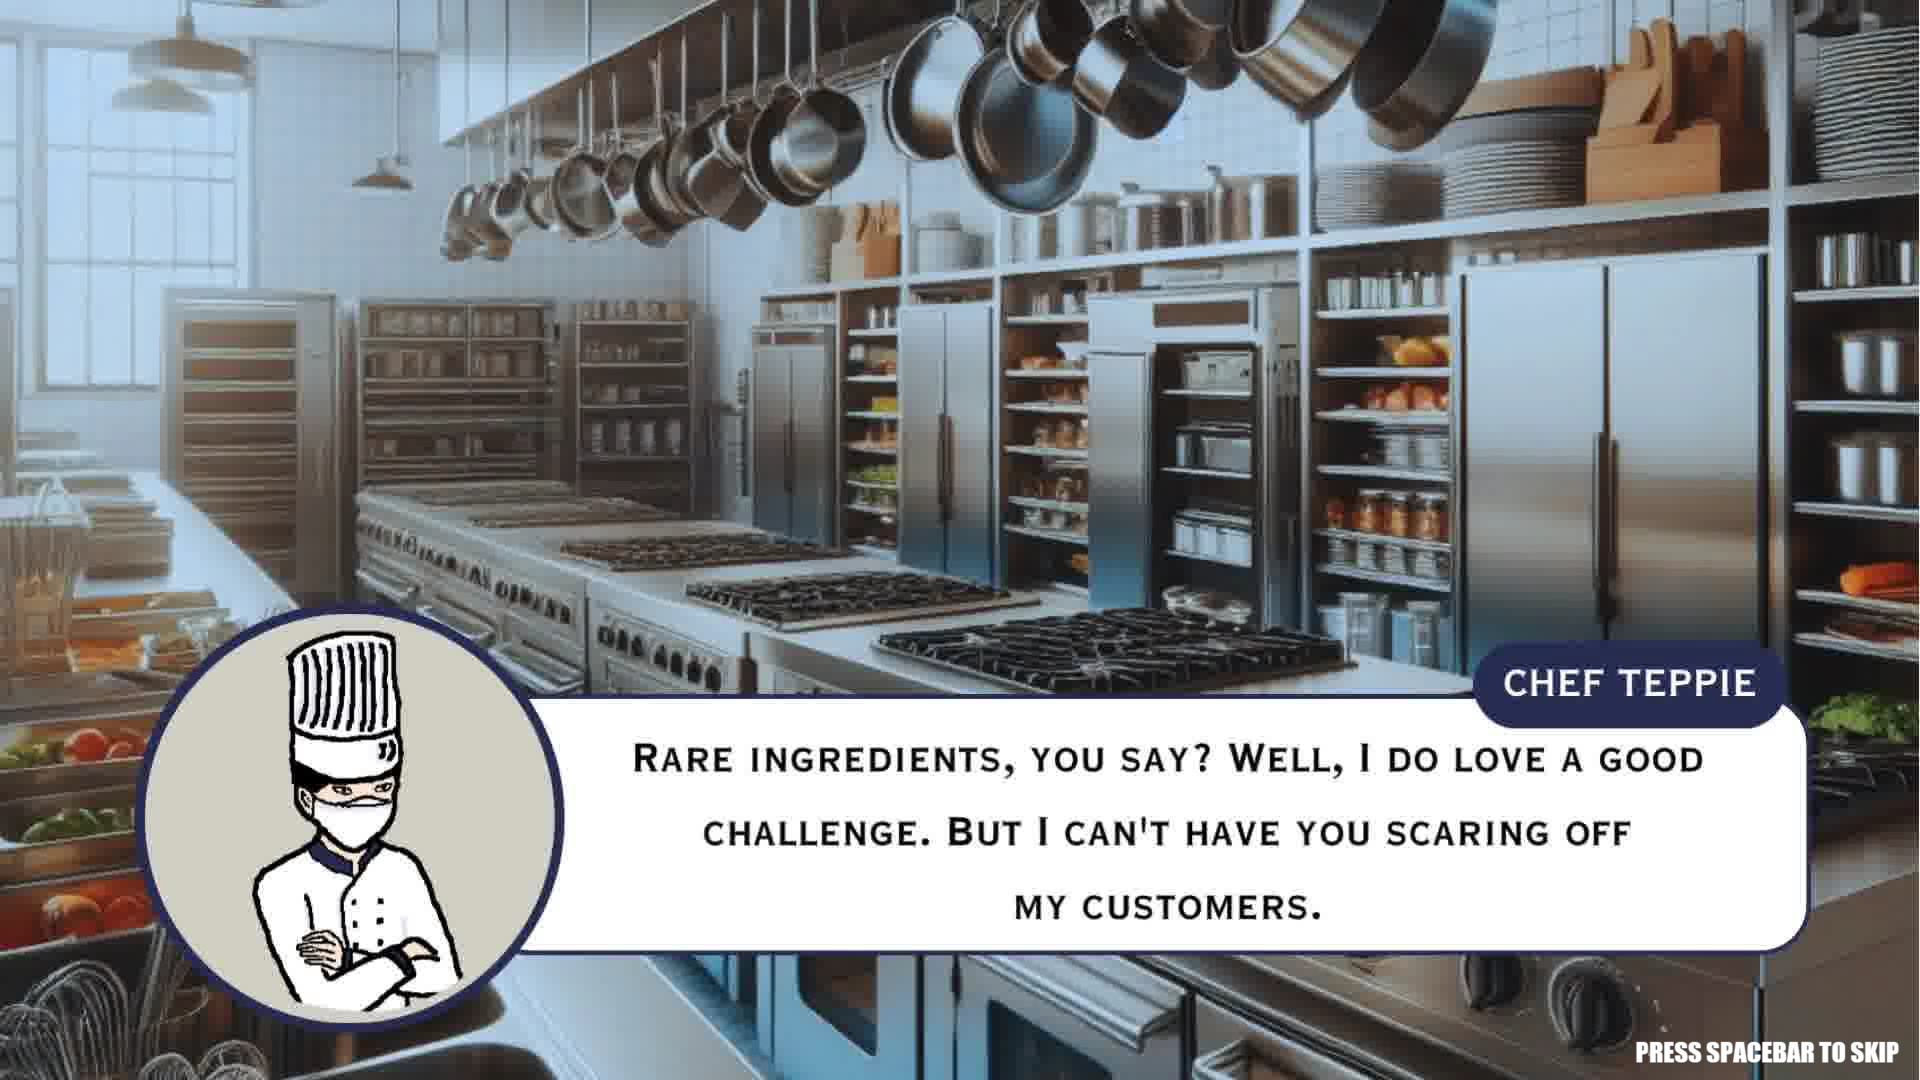 CHEF TEPPIE
RARE INGREDIENTS, YOU SAY? WELL, I DO LOVE A GOOD
CHALLENGE. BUT I CAN'T HAVE YOU SCARING OFF
MY CUSTOMERS.
PRESS SPACEBAR TO SKIP